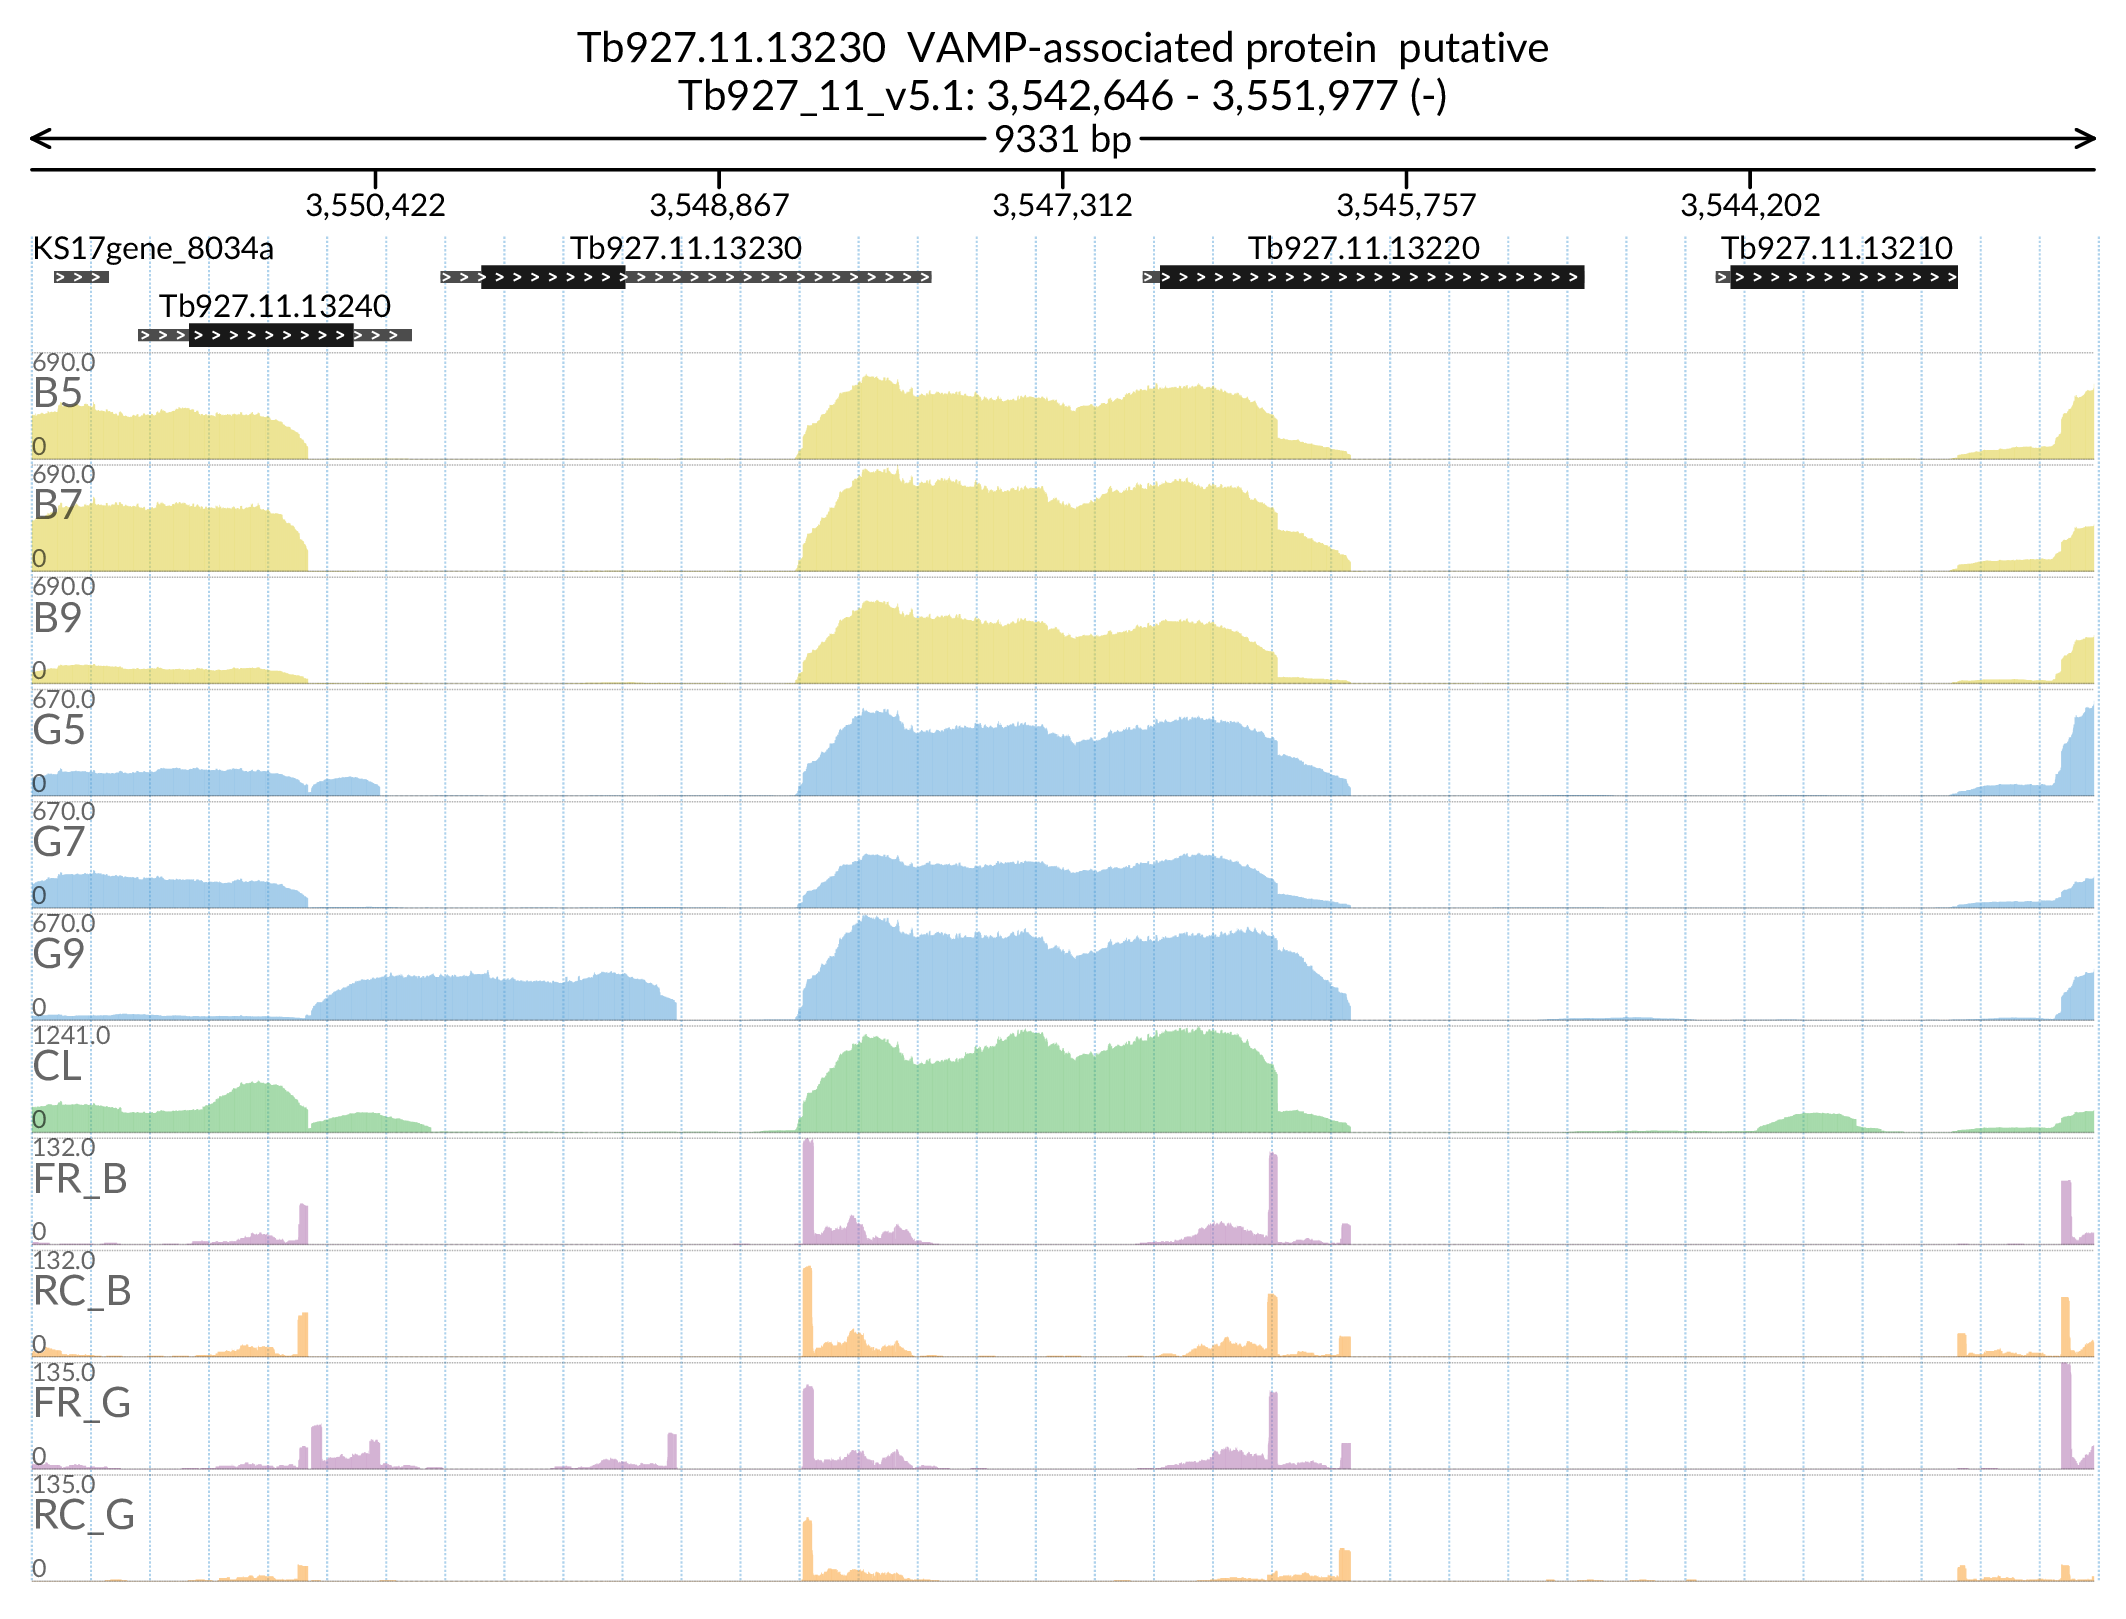 Tb927.11.13230  VAMP-associated protein  putative
Tb927_11_v5.1: 3,542,646 - 3,551,977 (-)
9331 bp
3,550,422 3,548,867 3,547,312 3,545,757 3,544,202
KS17gene_8034a Tb927.11.13230 Tb927.11.13220 Tb927.11.13210
Tb927.11.13240
690.0
B5
0
690.0
B7
0
690.0
B9
0
670.0
G5
0
670.0
G7
0
670.0
G9
0
1241.0
CL
0
132.0
FR_B
0
132.0
RC_B
0
135.0
FR_G
0
135.0
RC_G
0